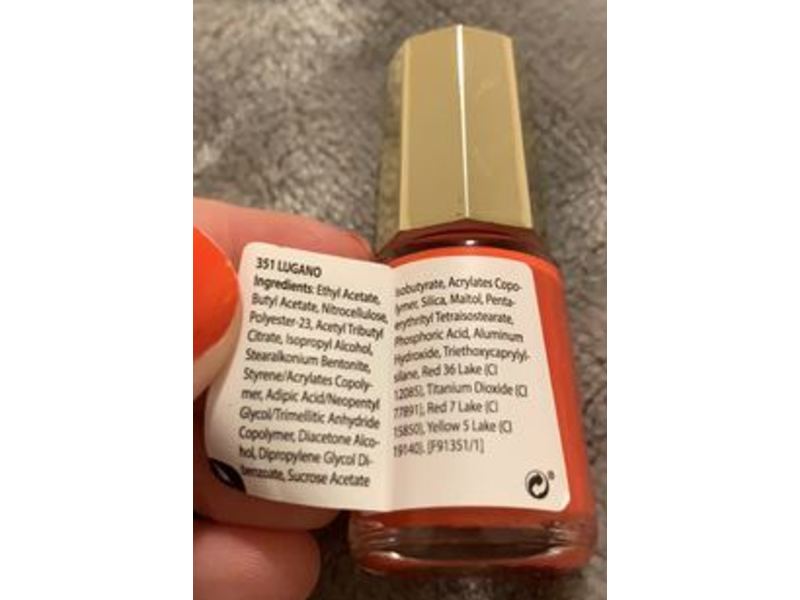 351 LUGANO
Ingredients: Ethyl Acetate,
Butyl Acetate, Nitrocellulose,
Polyester-23, Acetyl Tributyl
Citrate, Isopropyl Alcohol,
Stearalkonium Bentonite,
Styrene/Acrylates Copoly-
mer, Adipic Acid/Neopentyl
Glycol/Trimellitic Anhydride
Copolymer, Diacetone Alco-
hol, Dipropylene Glycol Di-
benzoate, Sucrose Acetate
Isobutyrate, Acrylates Copo-
lymer, Silica, Maltol, Penta-
erythrityl Tetraisostearate,
Phosphoric Acid, Aluminum
Hydroxide, Triethoxycaprylyl-
silane, Red 36 Lake (CI
12085), Titanium Dioxide (CI
77891), Red 7 Lake (CI
15850), Yellow 5 Lake (CI
19140). [F91351/1]
®